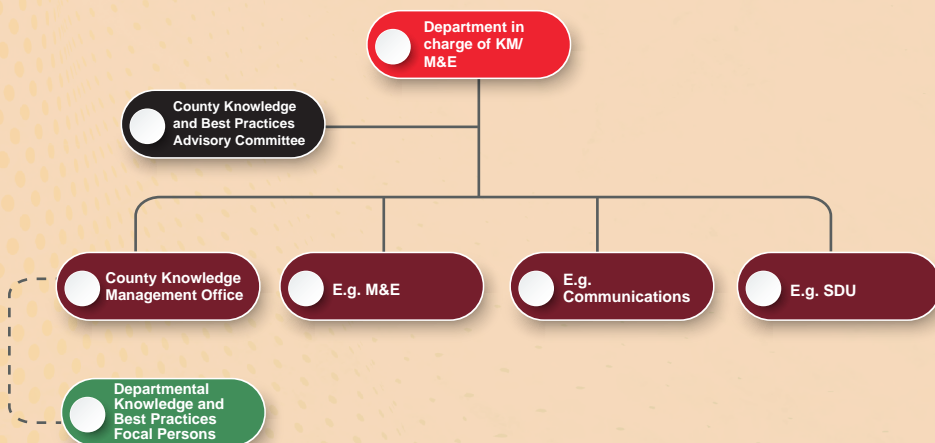 Department in
charge of KM/
M&E
County Knowledge
and Best Practices
Advisory Committee
County Knowledge
Management Office
E.g. M&E
E.g.
Communications
E.g. SDU
Departmental
Knowledge and
Best Practices
Focal Persons